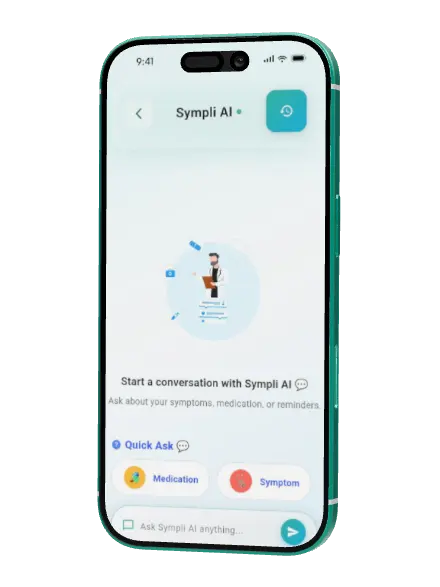 9:41
Sympli AI
Start a conversation with Sympli AI 💬
Ask about your symptoms, medication, or reminders.
Quick Ask 💬
Medication
Symptom
Ask Sympli AI anything...